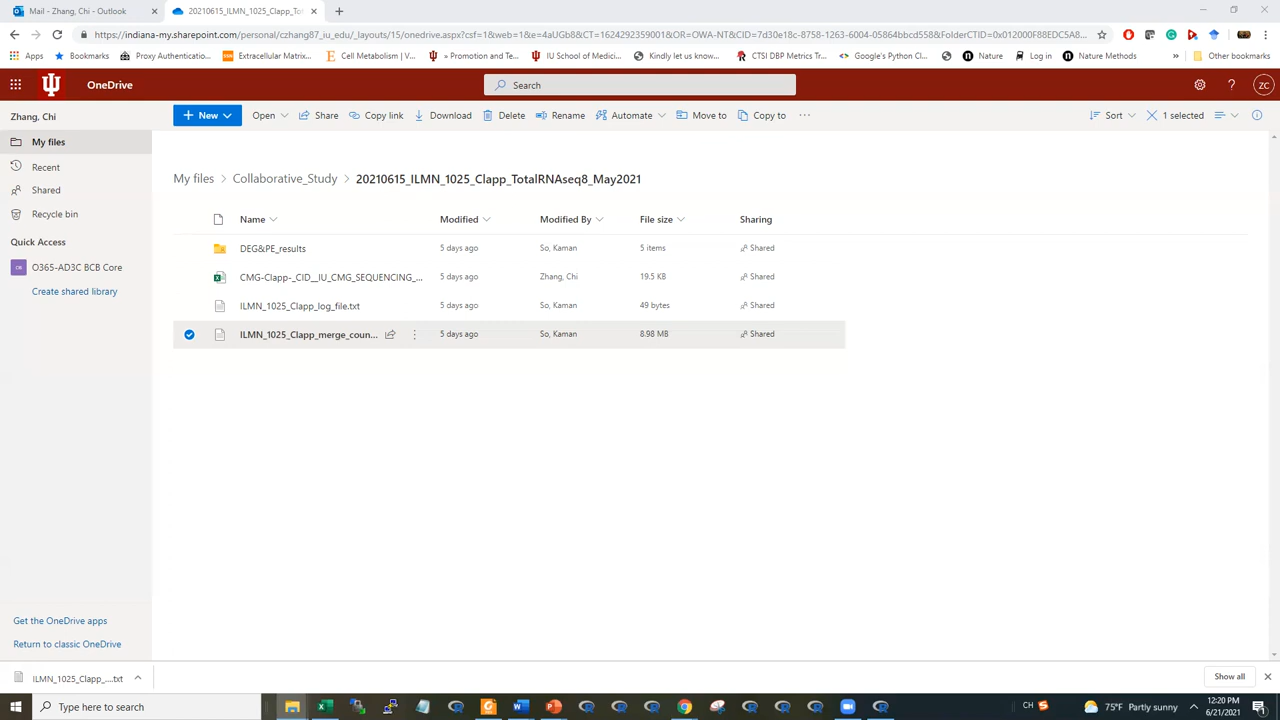 Mail - Zhang, Chi - Outlook
20210615_ILMN_1025_Clapp_Tot
https://indiana-my.sharepoint.com/personal/czhang87_iu_edu/_layouts/15/onedrive.aspx?csf=1&web=1&e=4aUGb8&CT=1624292359001&OR=OWA-NT&CID=7d30e18c-8758-1263-6004-05864bbcd558&FolderCTID=0x012000F88EDC5A8...
Apps
Bookmarks
Proxy Authenticatio...
Extracellular Matrix...
Cell Metabolism | V...
» Promotion and Te...
IU School of Medici...
Kindly let us know...
CTSI DBP Metrics Tr...
Google's Python Cl...
Nature
Log in
Nature Methods
Other bookmarks
OneDrive
Search
ZC
Zhang, Chi
New
Open
Share
Copy link
Download
Delete
Rename
Automate
Move to
Copy to
Sort
1 selected
My files
Recent
Shared
Recycle bin
Quick Access
CR
O365-AD3C BCB Core
Create shared library
My files > Collaborative_Study > 20210615_ILMN_1025_Clapp_TotalRNAseq8_May2021
Name Modified Modified By File size Sharing
DEG&PE_results 5 days ago So, Kaman 5 items Shared
CMG-Clapp-_CID__IU_CMG_SEQUENCING_... 5 days ago Zhang, Chi 19.5 KB Shared
ILMN_1025_Clapp_log_file.txt 5 days ago So, Kaman 49 bytes Shared
ILMN_1025_Clapp_merge_coun... 5 days ago So, Kaman 8.98 MB Shared
Get the OneDrive apps
Return to classic OneDrive
ILMN_1025_Clapp_....txt
Show all
Type here to search
CH
75°F Partly sunny
12:20 PM
6/21/2021